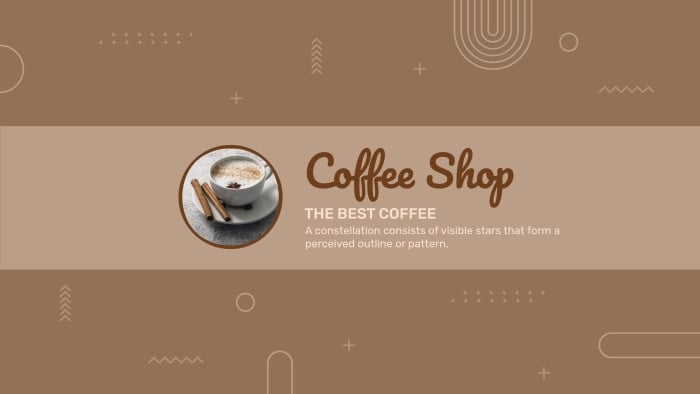 Coffee Shop
THE BEST COFFEE
A constellation consists of visible stars that form a
perceived outline or pattern.